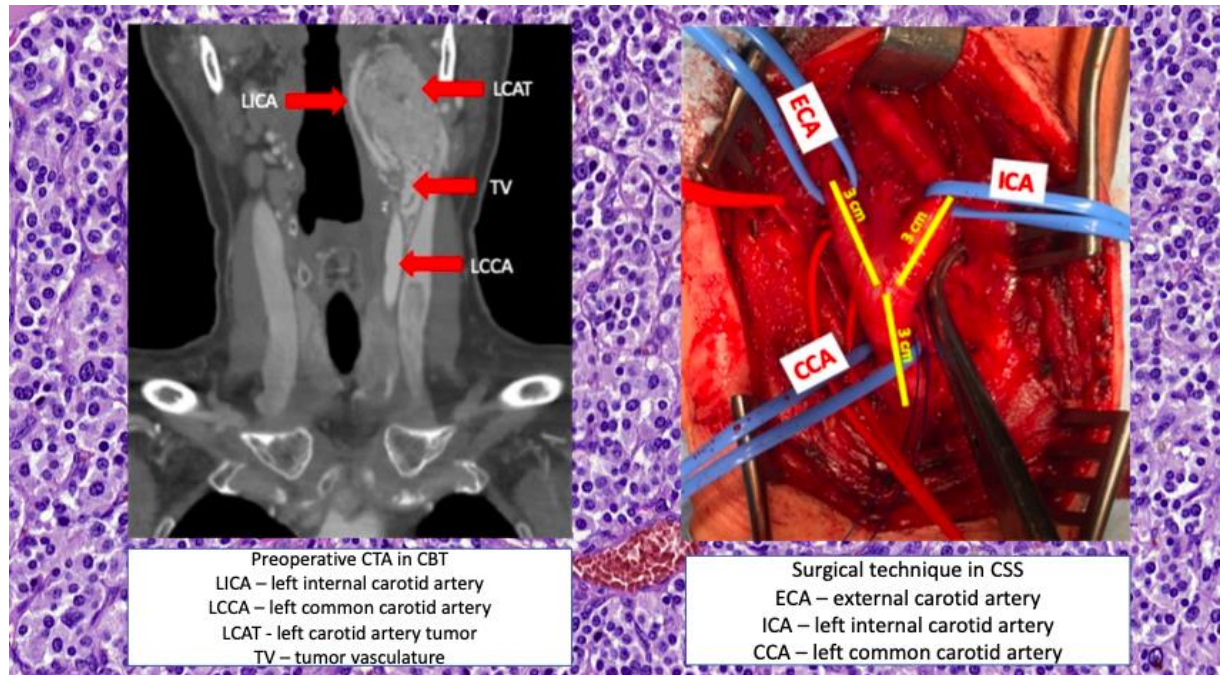 LICA
LCAT
TV
LCCA
Preoperative CTA in CBT
LICA – left internal carotid artery
LCCA – left common carotid artery
LCAT - left carotid artery tumor
TV – tumor vasculature
ECA
ICA
3 cm
3 cm
3 cm
CCA
Surgical technique in CSS
ECA – external carotid artery
ICA – left internal carotid artery
CCA – left common carotid artery